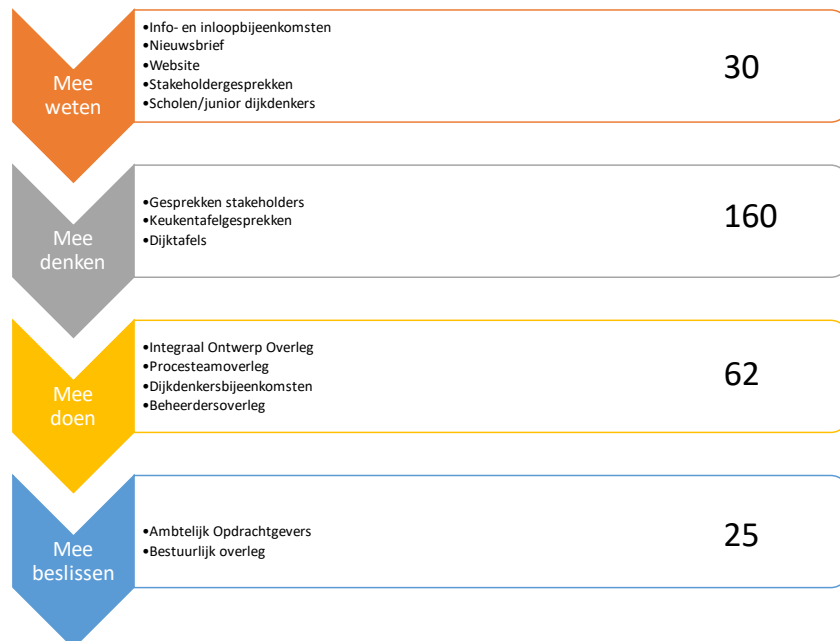 Mee
weten
•Info- en inloopbijeenkomsten
•Nieuwsbrief
•Website
•Stakeholdergesprekken
•Scholen/junior dijkdenkers
30
Mee
denken
•Gesprekken stakeholders
•Keukentafelgesprekken
•Dijktafels
160
Mee
doen
•Integraal Ontwerp Overleg
•Procesteamoverleg
•Dijkdenkersbijeenkomsten
•Beheerdersoverleg
62
Mee
beslissen
•Ambtelijk Opdrachtgevers
•Bestuurlijk overleg
25